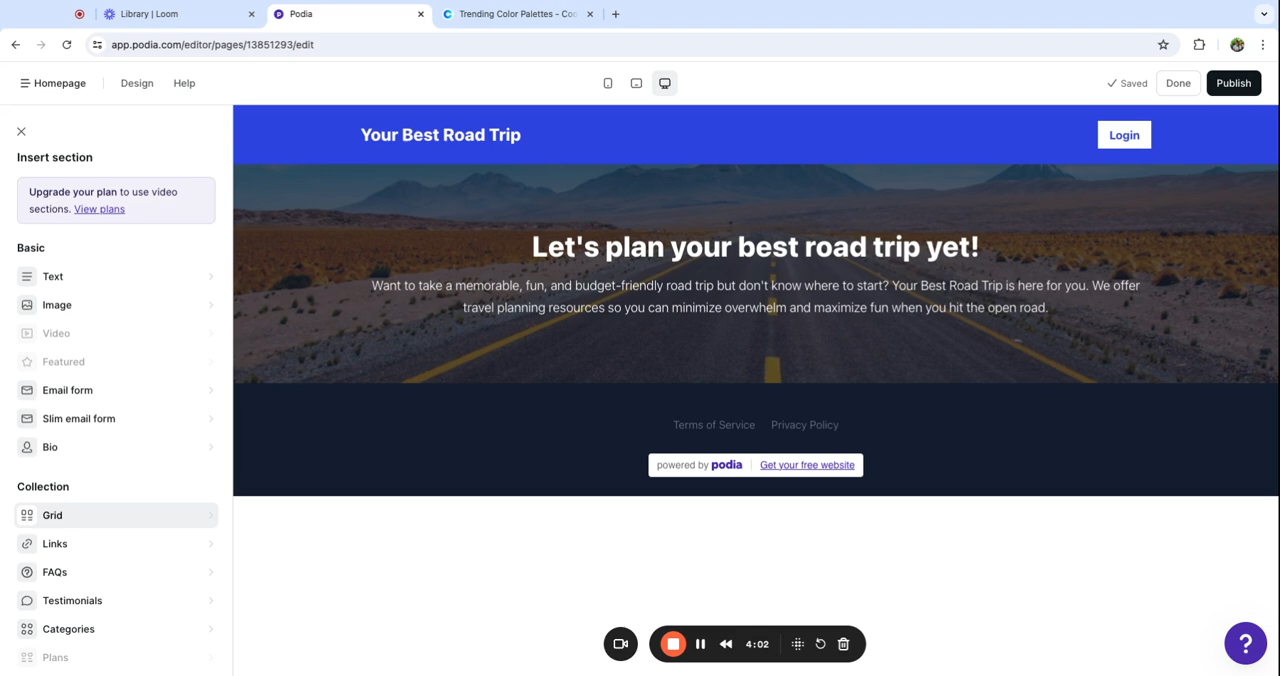 Library | Loom
Podia
Trending Color Palettes - Coo
app.podia.com/editor/pages/13851293/edit
Homepage
Design
Help
Saved
Done
Publish
Insert section
Upgrade your plan to use video
sections. View plans
Basic
Text
Image
Video
Featured
Email form
Slim email form
Bio
Collection
Grid
Links
FAQs
Testimonials
Categories
Plans
Your Best Road Trip
Login
Let's plan your best road trip yet!
Want to take a memorable, fun, and budget-friendly road trip but don't know where to start? Your Best Road Trip is here for you. We offer
travel planning resources so you can minimize overwhelm and maximize fun when you hit the open road.
Terms of Service Privacy Policy
powered by podia Get your free website
4:02
?